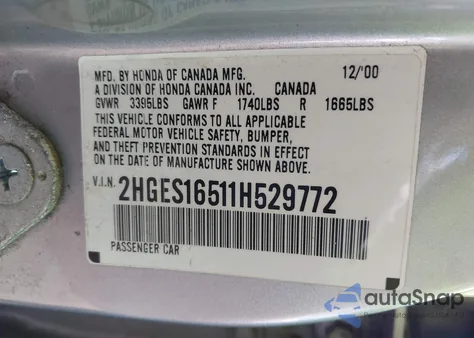 MFD. BY HONDA OF CANADA MFG. 12/'00
A DIVISION OF HONDA CANADA INC. CANADA
GVWR 3395LBS GAWR F 1740LBS R 1665LBS
THIS VEHICLE CONFORMS TO ALL APPLICABLE
FEDERAL MOTOR VEHICLE SAFETY, BUMPER,
AND THEFT PREVENTION STANDARDS IN EFFECT
ON THE DATE OF MANUFACTURE SHOWN ABOVE.
V.I.N. 2HGES16511H529772
PASSENGER CAR
autoSnap